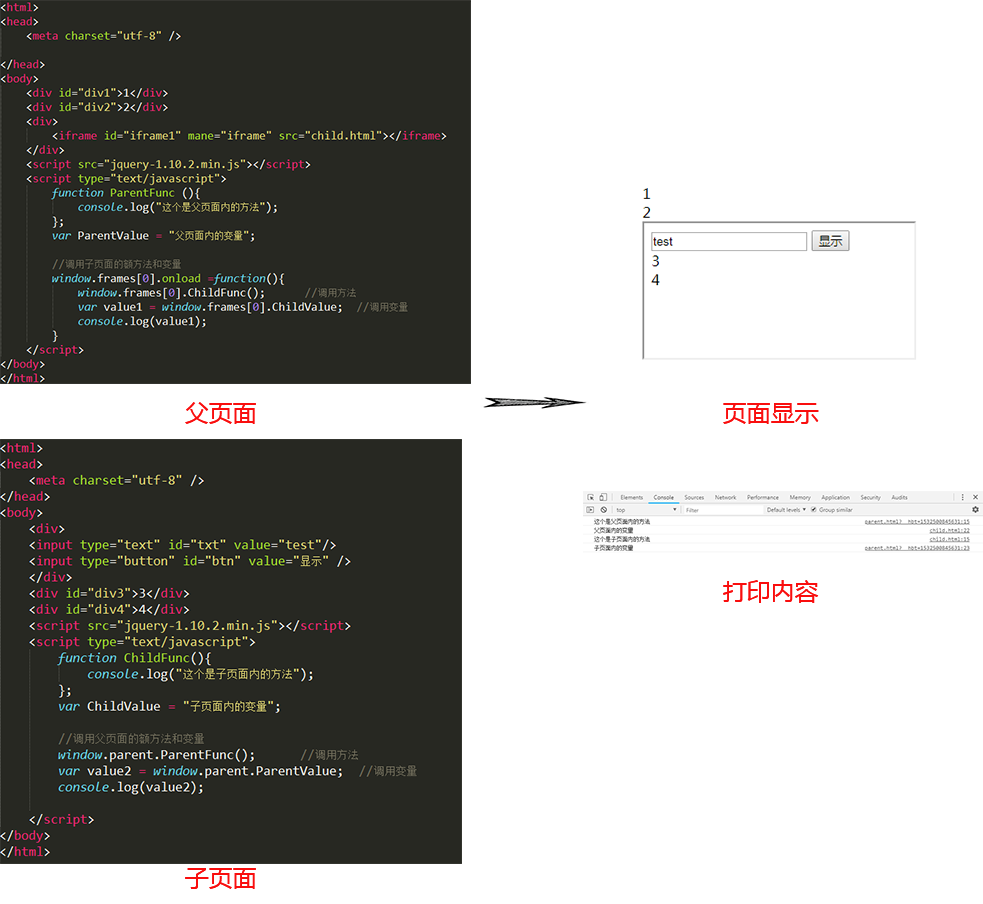 <html>
<head>
<meta charset="utf-8" />
</head>
<body>
<div id="div1">1</div>
<div id="div2">2</div>
<div>
<iframe id="iframe1" mane="iframe" src="child.html"></iframe>
</div>
<script src="jquery-1.10.2.min.js"></script>
<script type="text/javascript">
function ParentFunc (){
console.log("这个是父页面内的方法");
};
var ParentValue = "父页面内的变量";
//调用子页面的额方法和变量
window.frames[0].onload =function(){
window.frames[0].ChildFunc(); //调用方法
var value1 = window.frames[0].ChildValue; //调用变量
console.log(value1);
}
</script>
</body>
</html>
父页面
<html>
<head>
<meta charset="utf-8" />
</head>
<body>
<div>
<input type="text" id="txt" value="test"/>
<input type="button" id="btn" value="显示" />
</div>
<div id="div3">3</div>
<div id="div4">4</div>
<script src="jquery-1.10.2.min.js"></script>
<script type="text/javascript">
function ChildFunc(){
console.log("这个是子页面内的方法");
};
var ChildValue = "子页面内的变量";
//调用父页面的额方法和变量
window.parent.ParentFunc(); //调用方法
var value2 = window.parent.ParentValue; //调用变量
console.log(value2);
</script>
</body>
</html>
子页面
1
2
test 显示
3
4
页面显示
Elements Console Sources Network Performance Memory Application Security Audits
top Filter Default levels Group similar
这个是父页面内的方法 parent.html?__hbt=1532500845631:15
父页面内的变量 child.html:22
这个是子页面内的方法 child.html:15
子页面内的变量 parent.html?__hbt=1532500845631:23
打印内容